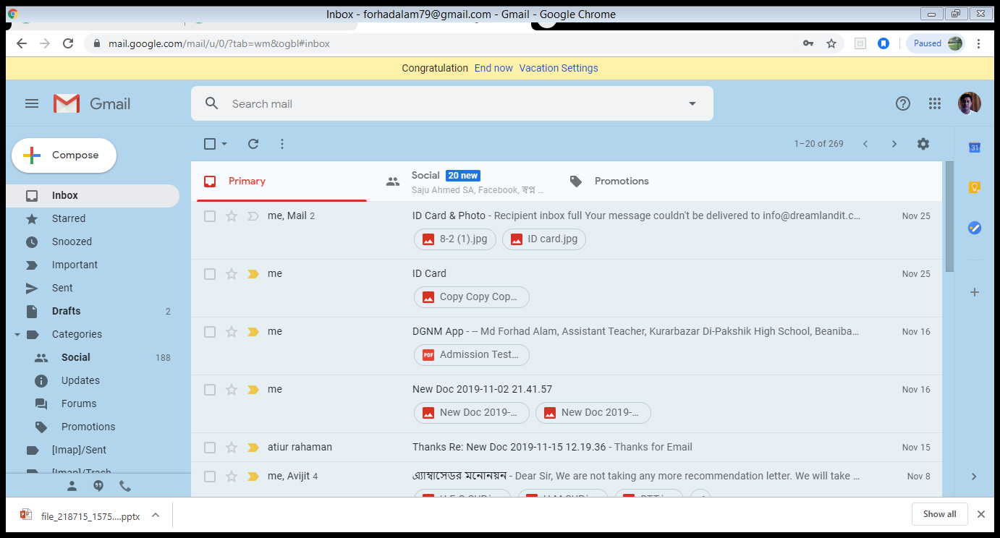 Inbox - forhadalam79@gmail.com - Gmail - Google Chrome
mail.google.com/mail/u/0/?tab=wm&ogbl#inbox
Paused
Congratulation End now Vacation Settings
Gmail
Search mail
Compose
1–20 of 269
31
Inbox
Starred
Snoozed
Important
Sent
Drafts 2
Categories
Social 188
Updates
Forums
Promotions
[Imap]/Sent
[Imap]/Trash
Primary
Social 20 new
Saju Ahmed SA, Facebook, স্বপ্ন ...
Promotions
me, Mail 2 ID Card & Photo - Recipient inbox full Your message couldn't be delivered to info@dreamlandit.c... Nov 25
8-2 (1).jpg ID card.jpg
me ID Card Nov 25
Copy Copy Cop...
me DGNM App - -- Md Forhad Alam, Assistant Teacher, Kurarbazar Di-Pakshik High School, Beaniba... Nov 16
PDF Admission Test...
me New Doc 2019-11-02 21.41.57 Nov 16
New Doc 2019-... New Doc 2019-...
atiur rahaman Thanks Re: New Doc 2019-11-15 12.19.36 - Thanks for Email Nov 15
me, Avijit 4 এ্যাম্বাসেডর মনোনয়ন - Dear Sir, We are not taking any more recommendation letter. We will take ... Nov 8
file_218715_1575....pptx
Show all